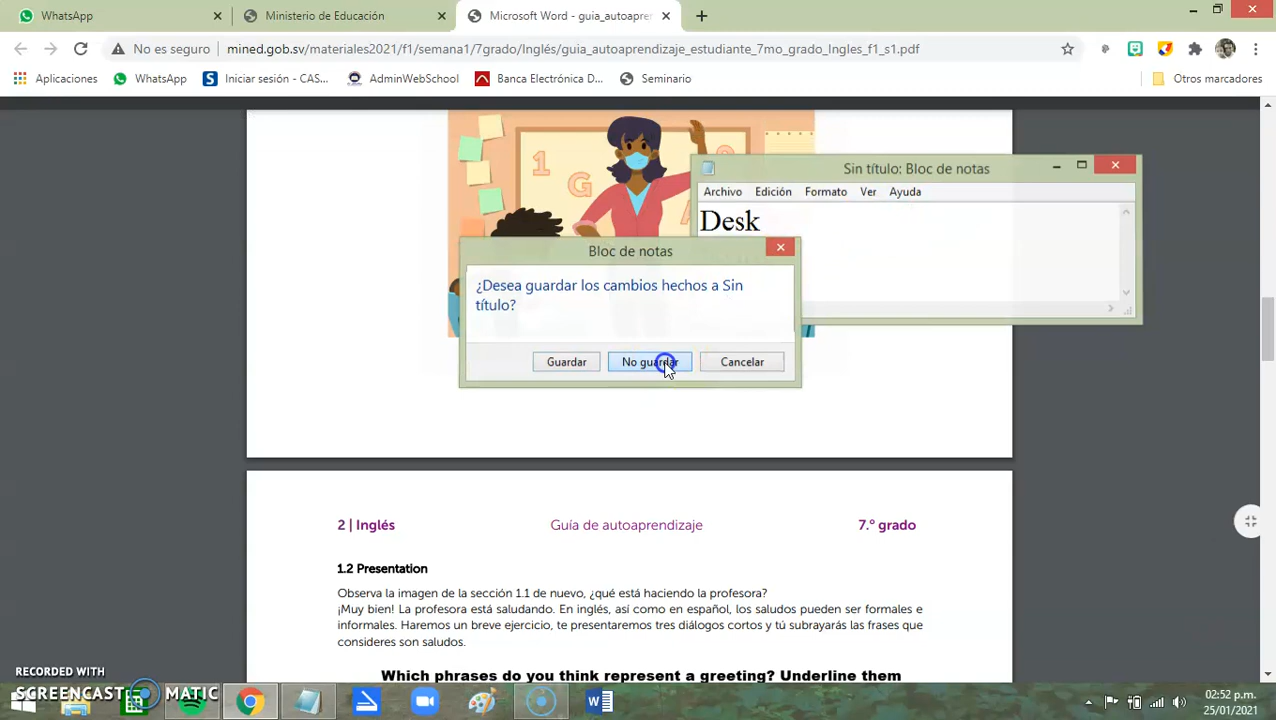 WhatsApp
Ministerio de Educación
Microsoft Word - guia_autoapren
No es seguro
mined.gob.sv/materiales2021/f1/semana1/7grado/Inglés/guia_autoaprendizaje_estudiante_7mo_grado_Ingles_f1_s1.pdf
Aplicaciones
WhatsApp
Iniciar sesión - CAS...
AdminWebSchool
Banca Electrónica D...
Seminario
Otros marcadores
1
G
Sin título: Bloc de notas
Archivo Edición Formato Ver Ayuda
Desk
Bloc de notas
¿Desea guardar los cambios hechos a Sin
título?
Guardar
No guardar
Cancelar
2 | Inglés
Guía de autoaprendizaje
7.º grado
1.2 Presentation
Observa la imagen de la sección 1.1 de nuevo, ¿qué está haciendo la profesora?
¡Muy bien! La profesora está saludando. En inglés, así como en español, los saludos pueden ser formales e
informales. Haremos un breve ejercicio, te presentaremos tres diálogos cortos y tú subrayarás las frases que
consideres son saludos.
Which phrases do you think represent a greeting? Underline them
RECORDED WITH
SCREENCAST MATIC
02:52 p.m.
25/01/2021